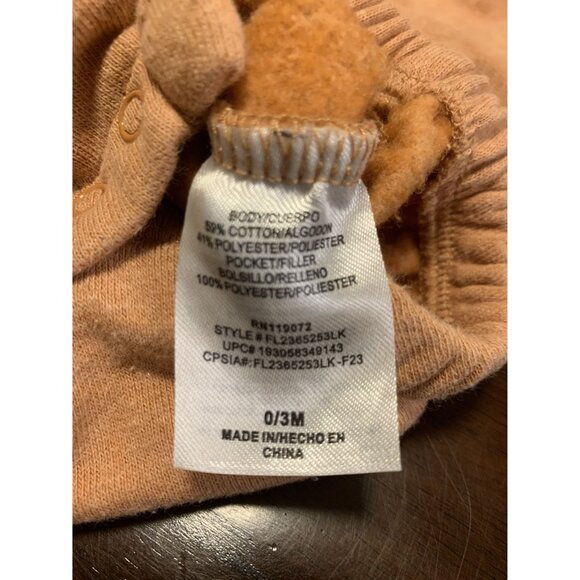 BODY/CUERPO
59% COTTON/ALGODON
41% POLYESTER/POLIESTER
POCKET/FILLER
BOLSILLO/RELLENO
100% POLYESTER/POLIESTER
RN119072
STYLE # FL2365253LK
UPC# 193058349143
CPSIA#: FL2365253LK-F23
0/3M
MADE IN/HECHO EN
CHINA